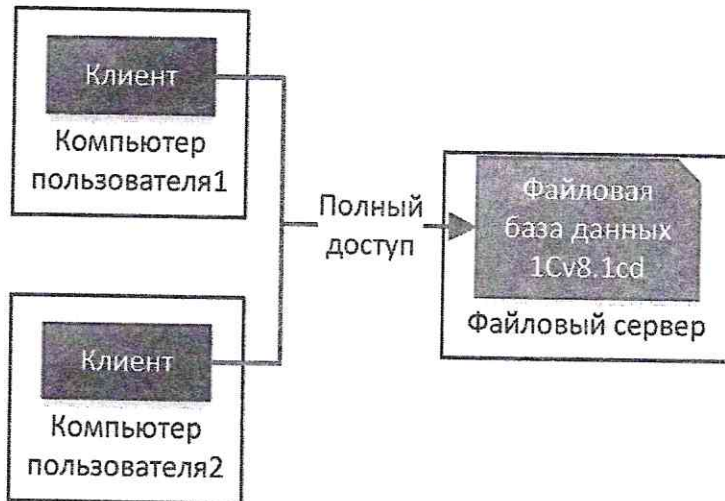 Клиент
Компьютер
пользователя1
Полный
доступ
Файловая
база данных
1Cv8.1cd
Файловый сервер
Клиент
Компьютер
пользователя2